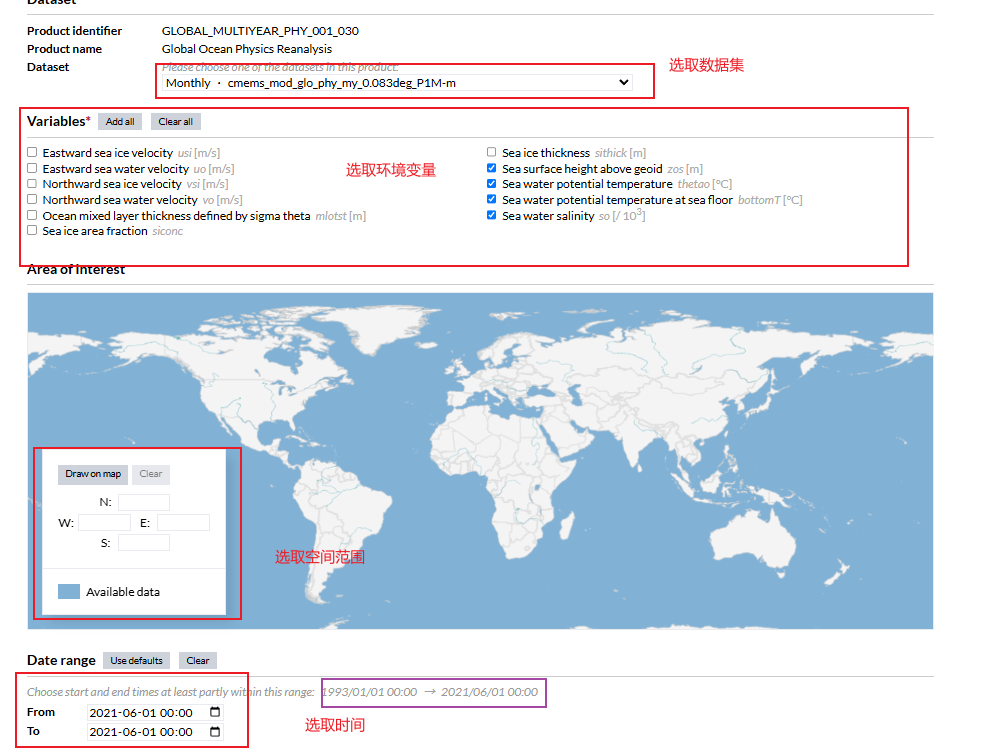 Dataset
Product identifier GLOBAL_MULTIYEAR_PHY_001_030
Product name Global Ocean Physics Reanalysis
Dataset Please choose one of the datasets in this product:
选取数据集
Monthly · cmems_mod_glo_phy_my_0.083deg_P1M-m
Variables* Add all Clear all
Eastward sea ice velocity usi [m/s]
Eastward sea water velocity uo [m/s]
Northward sea ice velocity vsi [m/s]
Northward sea water velocity vo [m/s]
Ocean mixed layer thickness defined by sigma theta mlotst [m]
Sea ice area fraction siconc
选取环境变量
Sea ice thickness sithick [m]
Sea surface height above geoid zos [m]
Sea water potential temperature thetao [°C]
Sea water potential temperature at sea floor bottomT [°C]
Sea water salinity so [/ 10³]
Area of interest
Draw on map Clear
N:
W: E:
S:
选取空间范围
Available data
Date range Use defaults Clear
Choose start and end times at least partly within this range: 1993/01/01 00:00 → 2021/06/01 00:00
From 2021-06-01 00:00
选取时间
To 2021-06-01 00:00